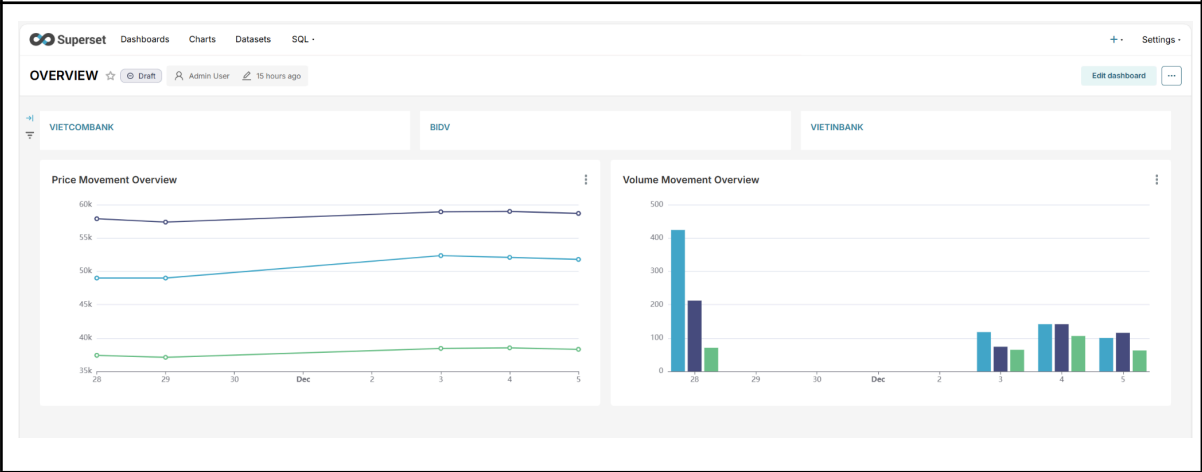 Superset Dashboards Charts Datasets SQL + Settings
OVERVIEW Draft Admin User 15 hours ago Edit dashboard ...
VIETCOMBANK BIDV VIETINBANK
Price Movement Overview
60k
55k
50k
45k
40k
35k
28 29 30 Dec 2 3 4 5
Volume Movement Overview
500
400
300
200
100
0
28 29 30 Dec 2 3 4 5